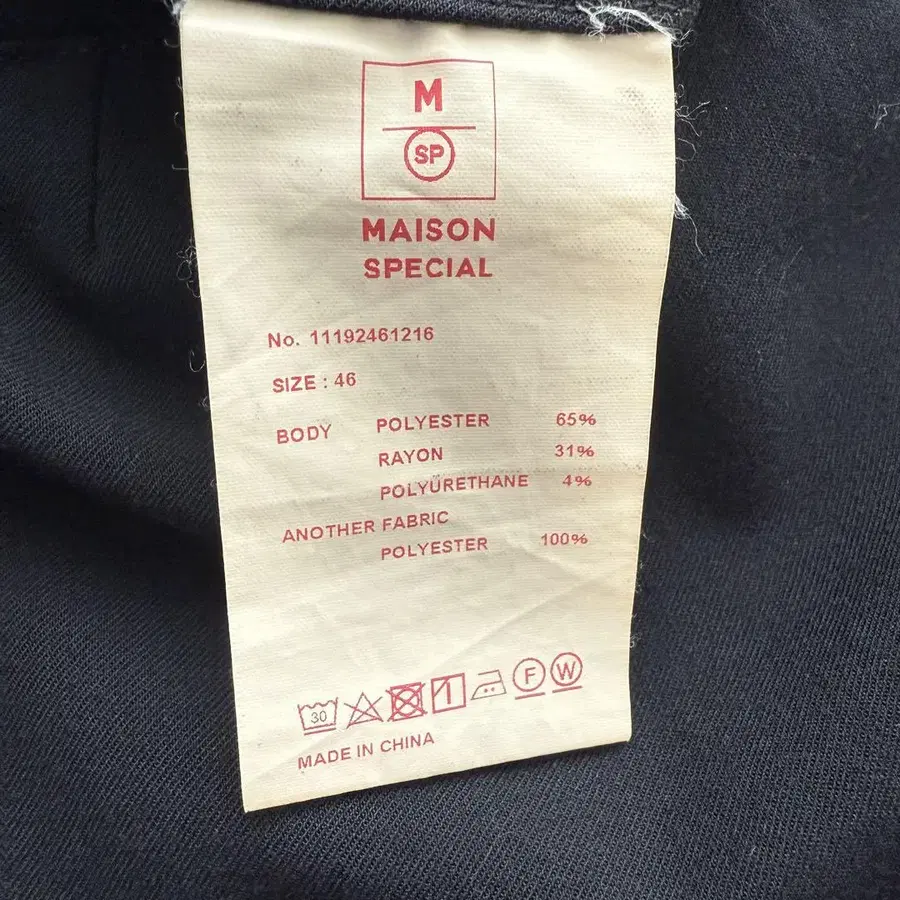 M
SP
MAISON
SPECIAL
No. 11192461216
SIZE : 46
BODY POLYESTER 65%
RAYON 31%
POLYURETHANE 4%
ANOTHER FABRIC
POLYESTER 100%
30 F W
MADE IN CHINA